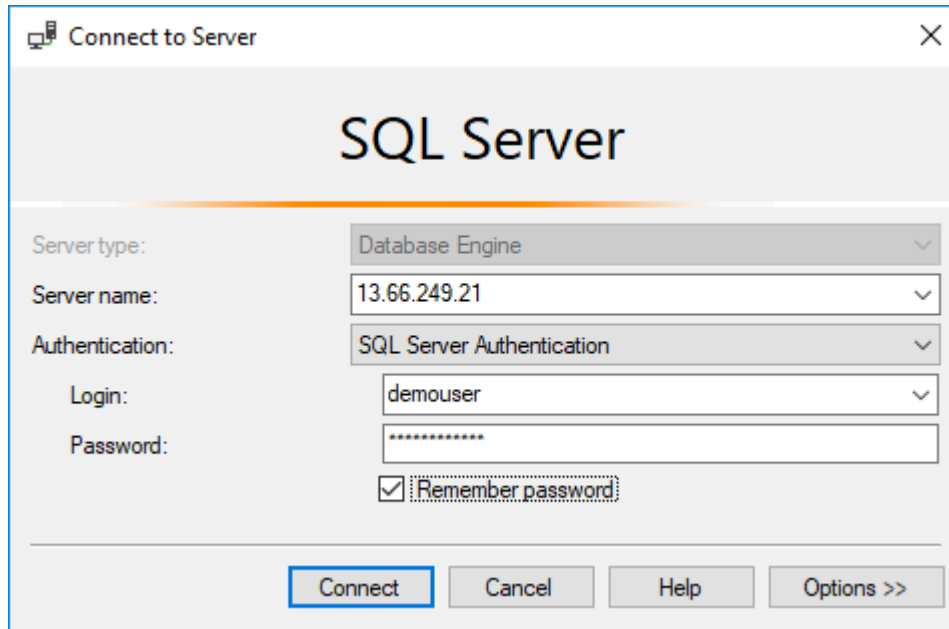 Connect to Server
SQL Server
Server type: Database Engine
Server name: 13.66.249.21
Authentication: SQL Server Authentication
Login: demouser
Password: ************
Remember password
Connect Cancel Help Options >>